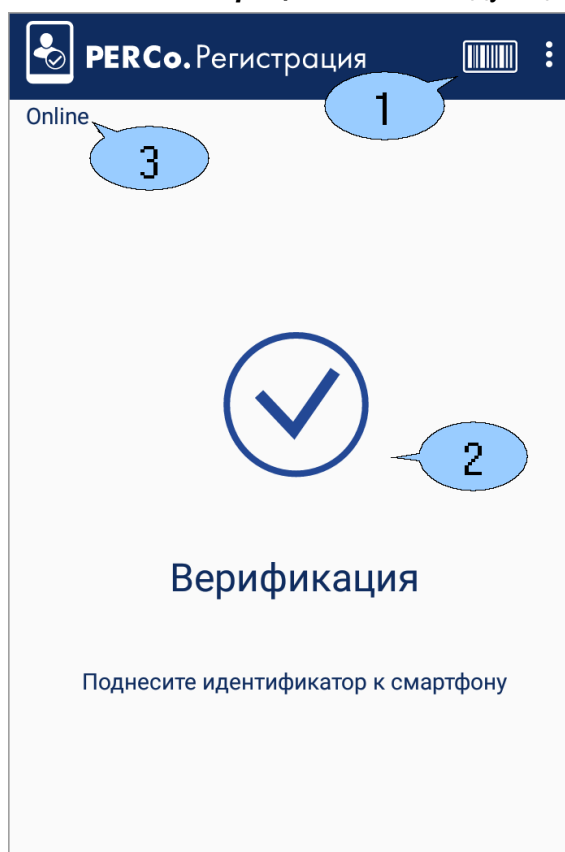 PERCo. Регистрация
1
Online
3
2
Верификация
Поднесите идентификатор к смартфону